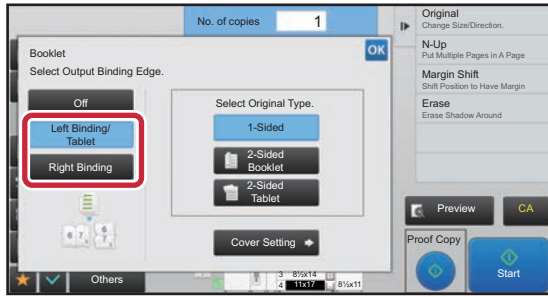 No. of copies
1
Booklet
OK
Select Output Binding Edge.
Off
Left Binding/
Tablet
Right Binding
Select Original Type.
1-Sided
2-Sided
Booklet
2-Sided
Tablet
Cover Setting
Others
3 8½x14
4 11x17
8½x11
Original
Change Size/Direction.
N-Up
Put Multiple Pages in A Page
Margin Shift
Shift Position to Have Margin
Erase
Erase Shadow Around
Preview
CA
Proof Copy
Start